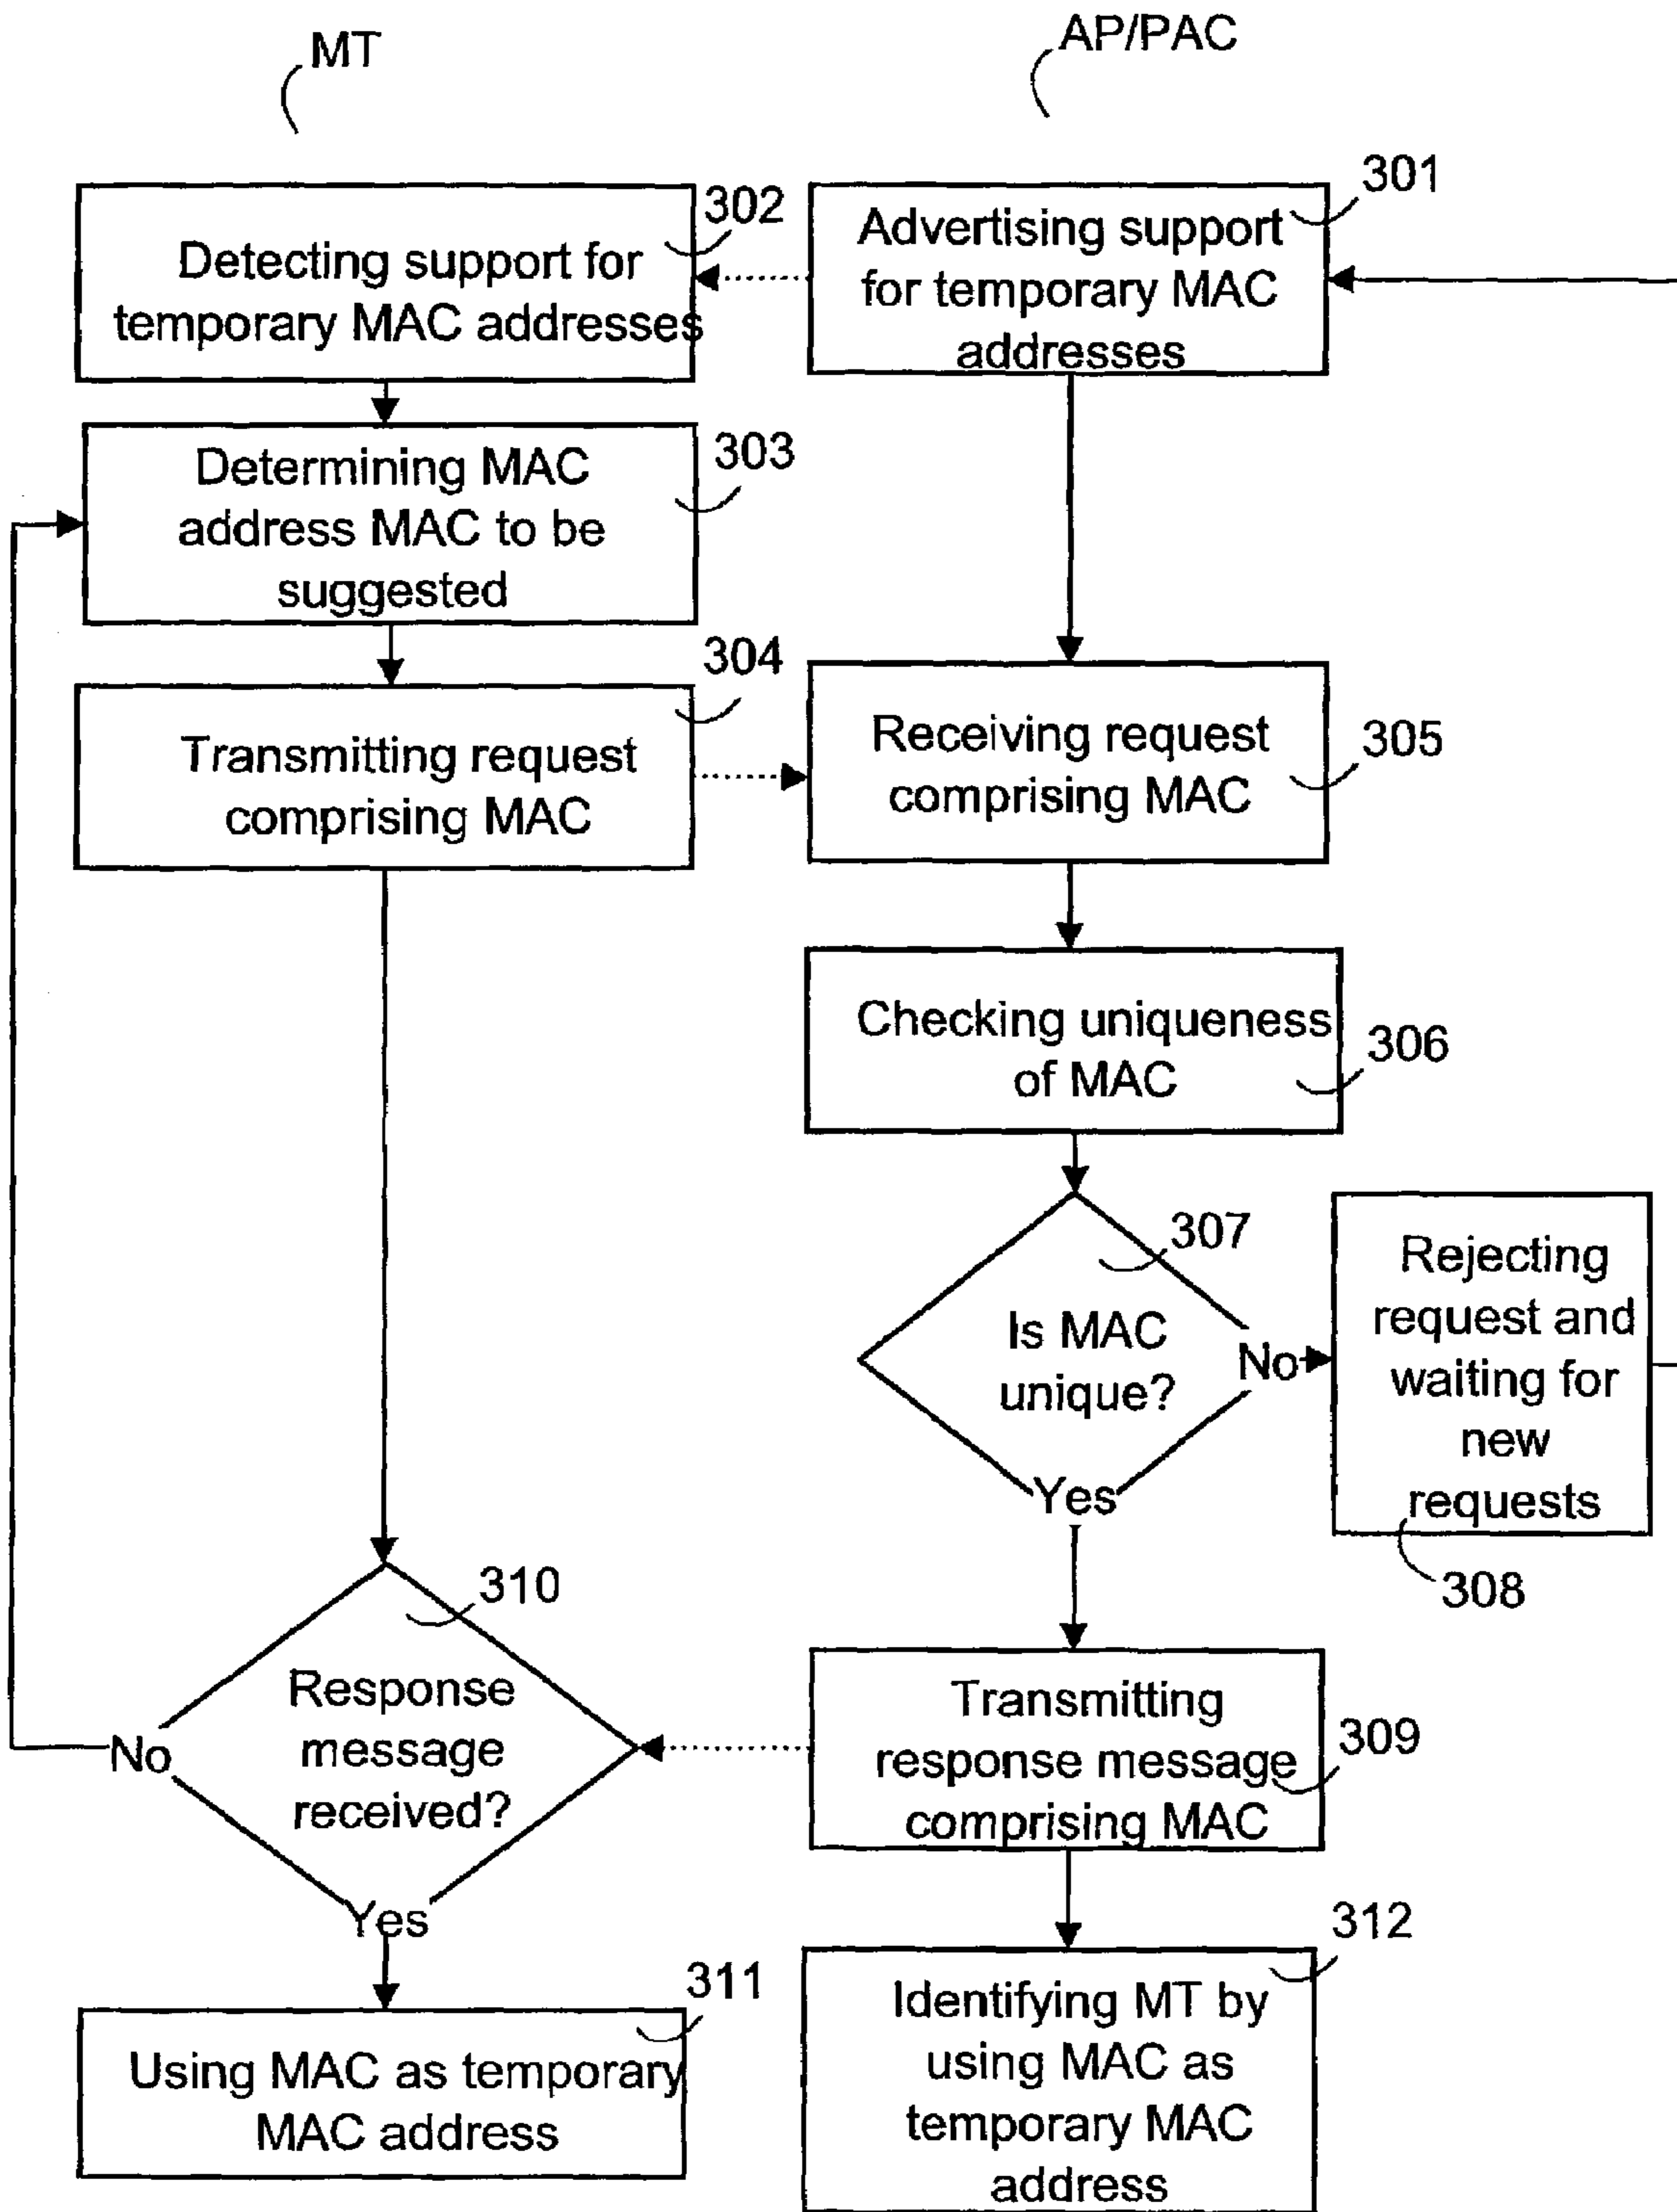 MT
AP/PAC
302
Detecting support for
temporary MAC addresses
301
Advertising support
for temporary MAC
addresses
303
Determining MAC
address MAC to be
suggested
304
Transmitting request
comprising MAC
305
Receiving request
comprising MAC
306
Checking uniqueness
of MAC
307
Is MAC
unique?
No
Yes
Rejecting
request and
waiting for
new
requests
308
310
Response
message
received?
No
Yes
309
Transmitting
response message
comprising MAC
311
Using MAC as temporary
MAC address
312
Identifying MT by
using MAC as
temporary MAC
address